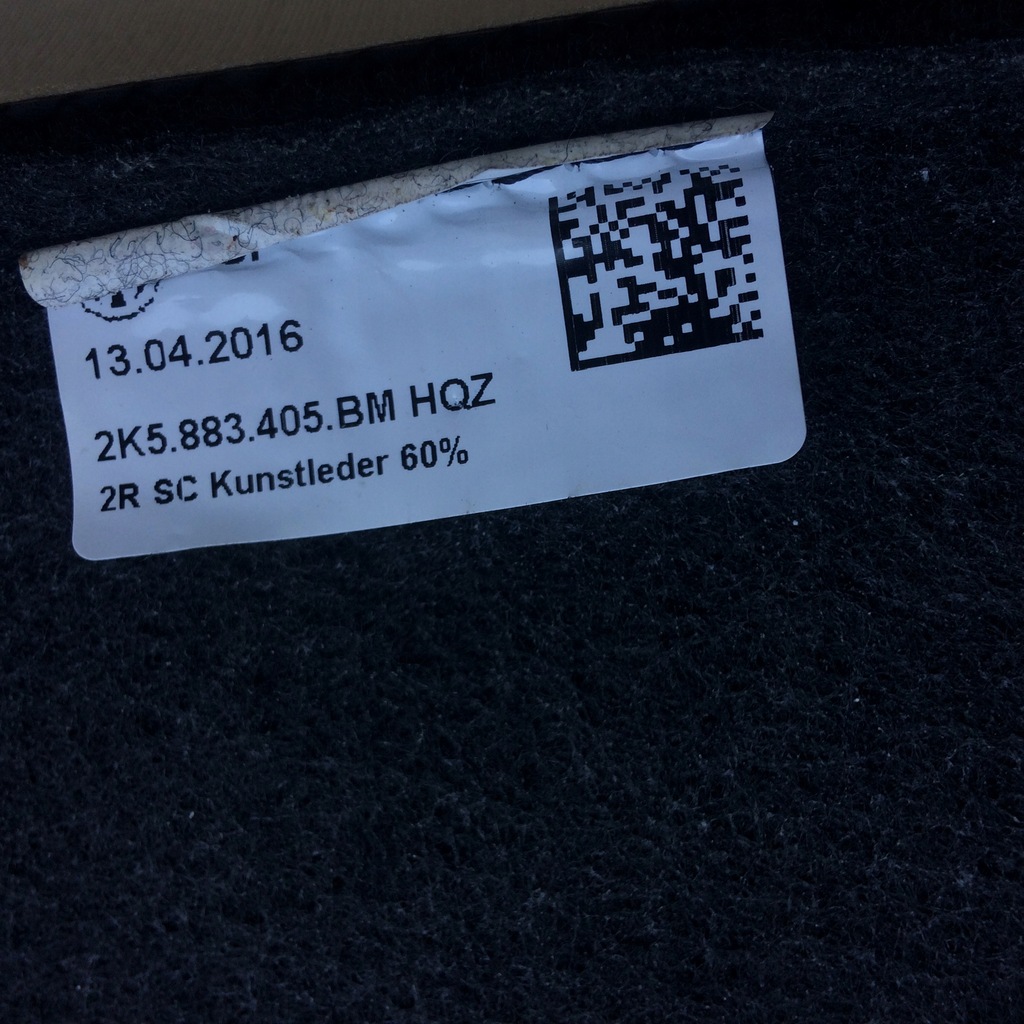 13.04.2016
2K5.883.405.BM HQZ
2R SC Kunstleder 60%